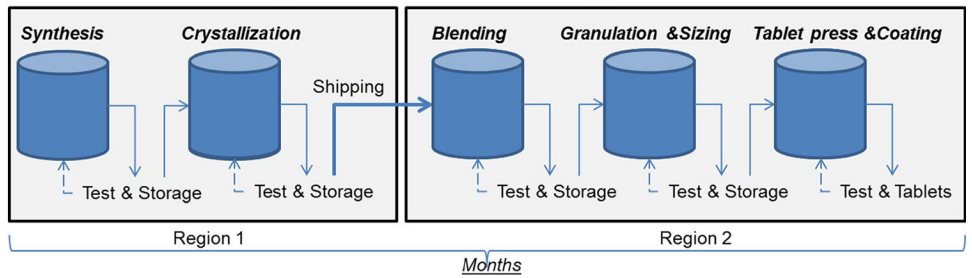 Synthesis
Crystallization
Blending
Granulation &Sizing
Tablet press &Coating
Shipping
Test & Storage
Test & Storage
Test & Storage
Test & Storage
Test & Tablets
Region 1
Region 2
Months